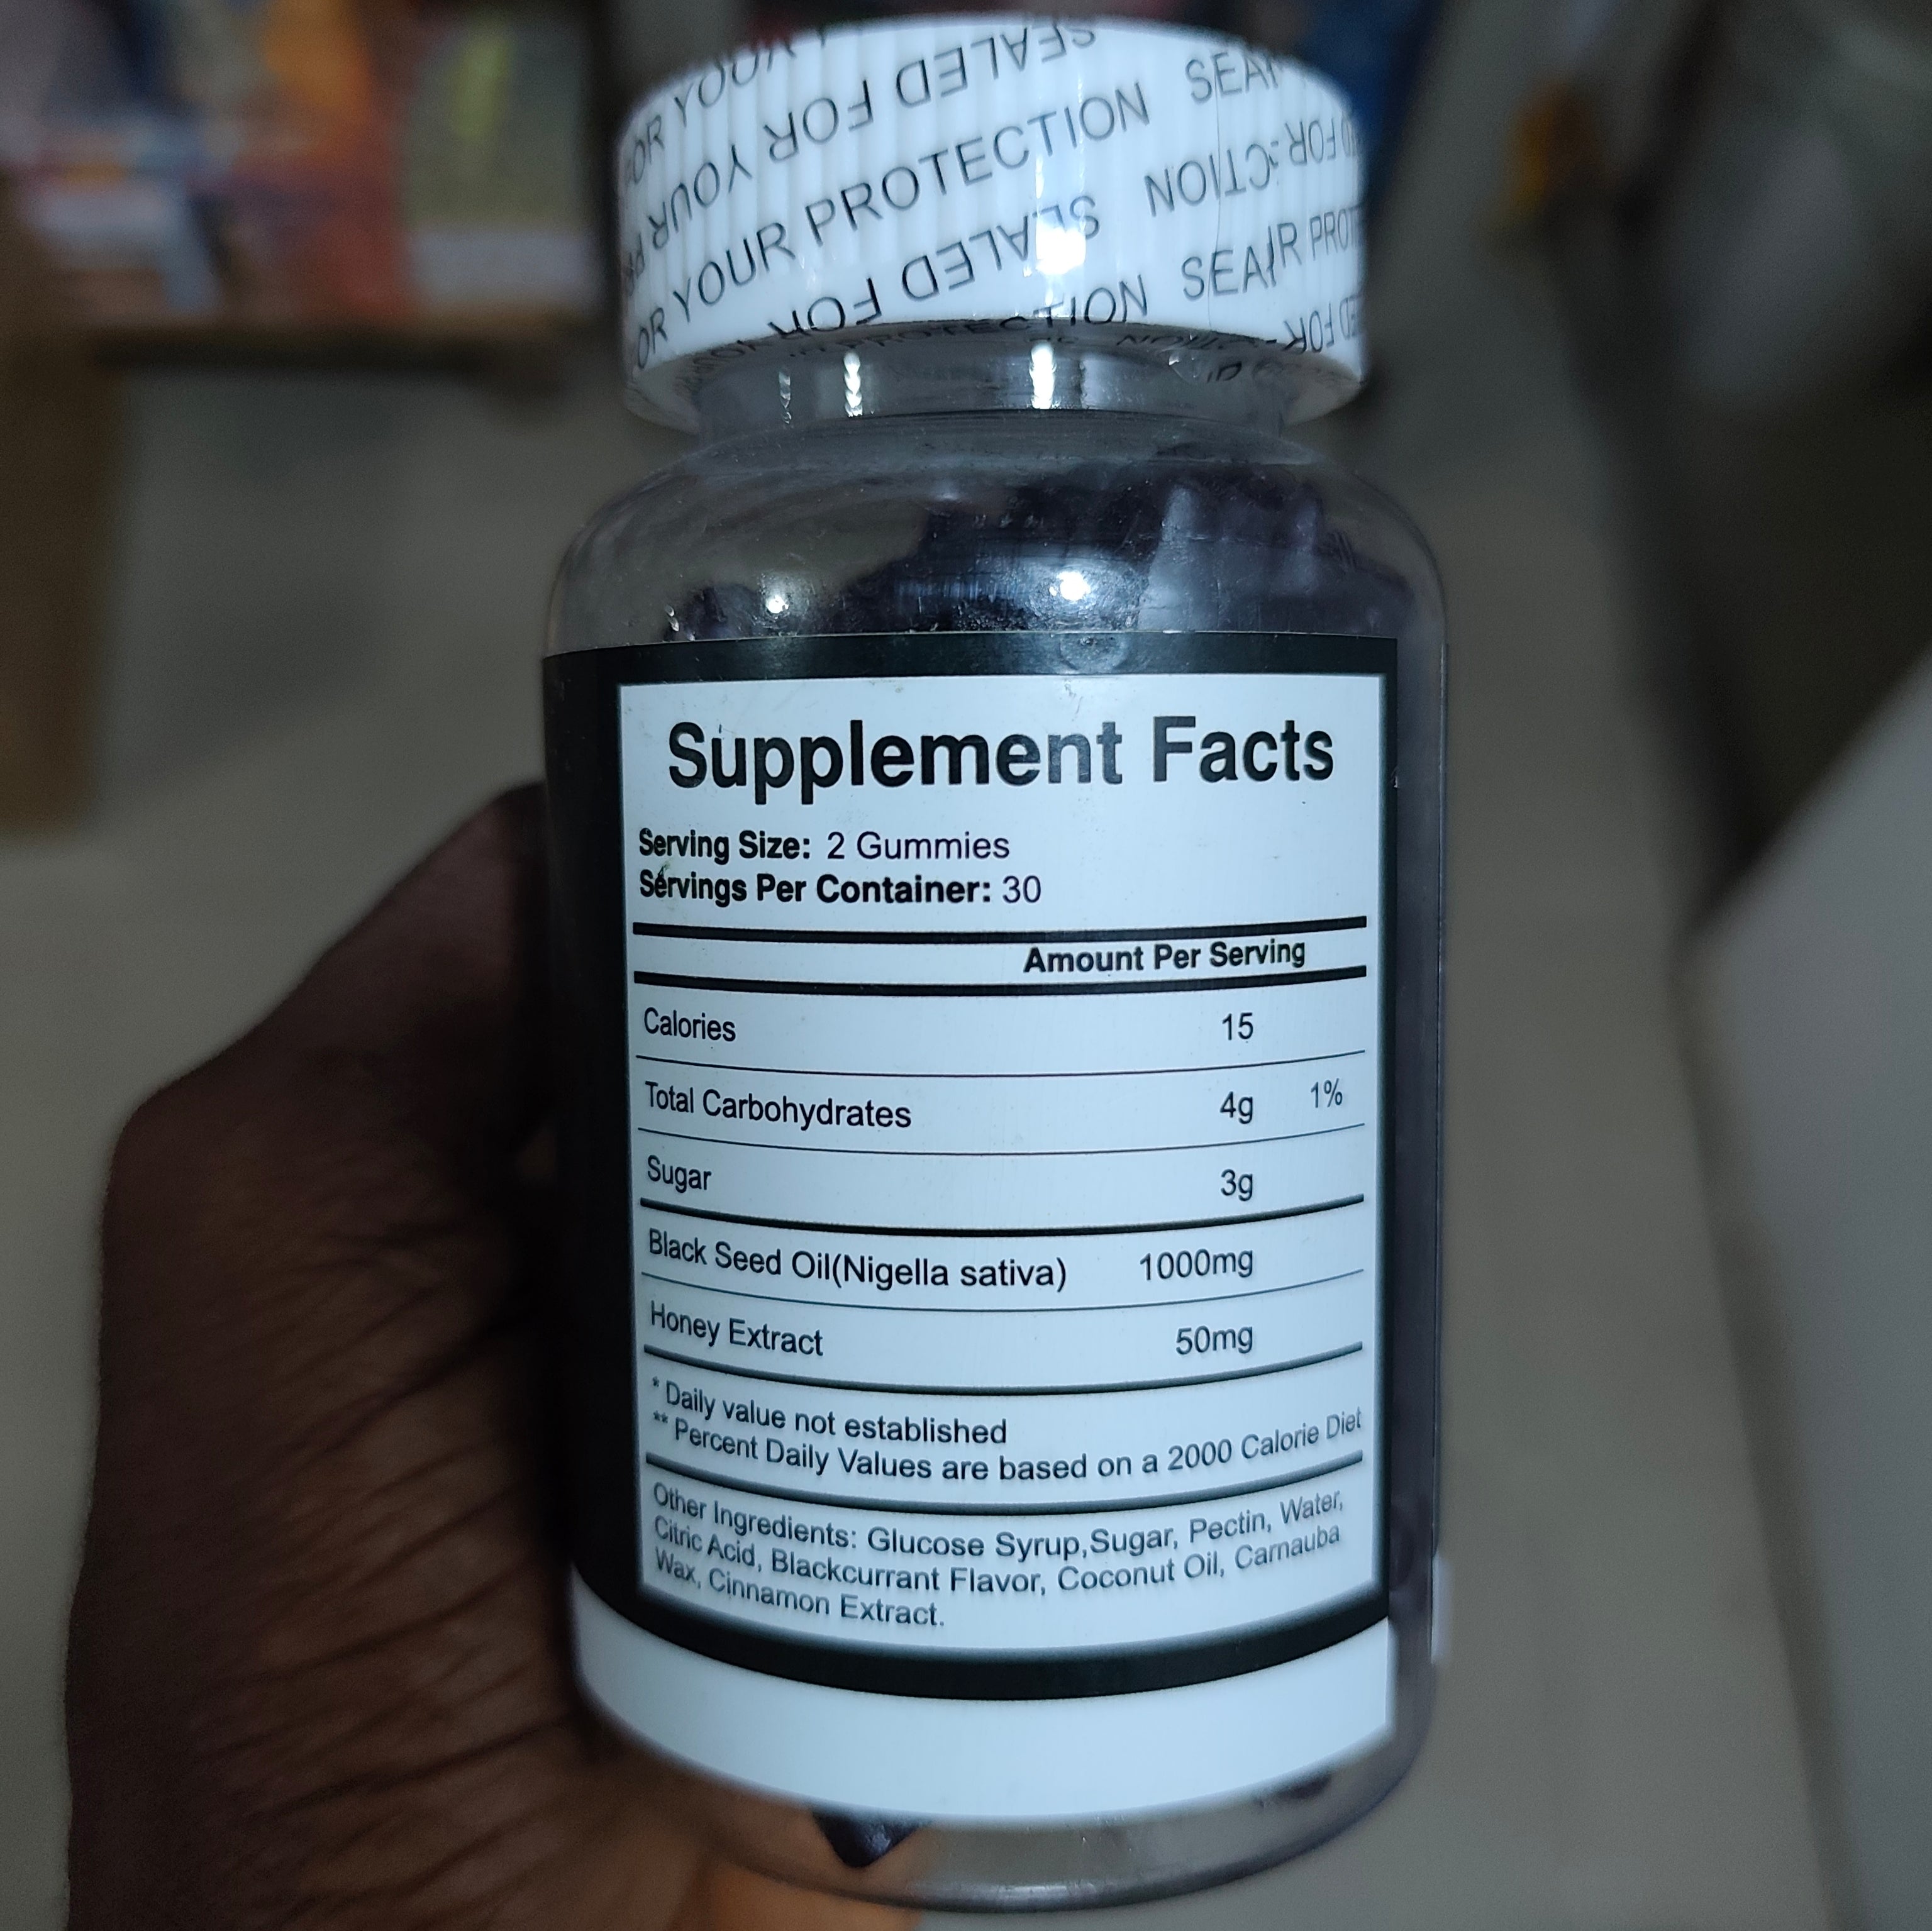 OR YOUR
SEALED FOR YOUR
OR YOUR PROTECTION
SEALED FOR
PROTECTION
Supplement Facts
Serving Size: 2 Gummies
Servings Per Container: 30
Amount Per Serving
Calories 15
Total Carbohydrates 4g 1%
Sugar 3g
Black Seed Oil(Nigella sativa) 1000mg
Honey Extract 50mg
* Daily value not established
** Percent Daily Values are based on a 2000 Calorie Diet
Other Ingredients: Glucose Syrup,Sugar, Pectin, Water,
Citric Acid, Blackcurrant Flavor, Coconut Oil, Carnauba
Wax, Cinnamon Extract.